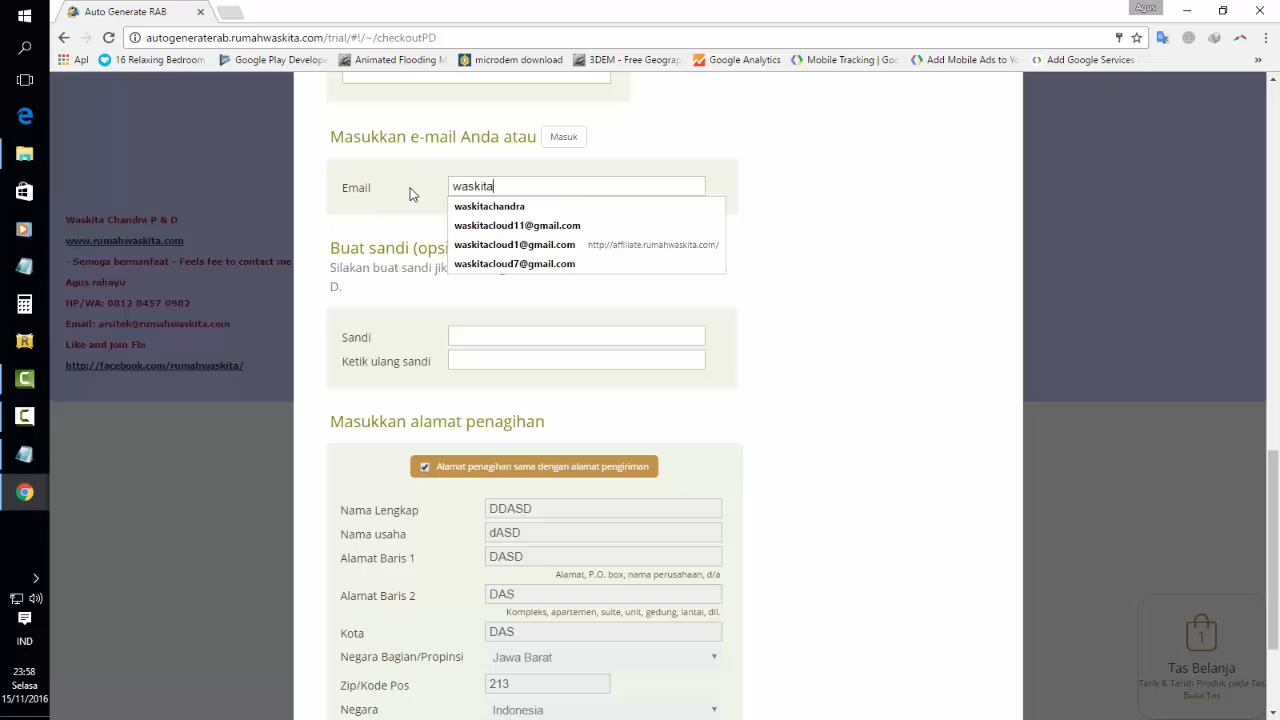 Auto Generate RAB
Agus
autogeneraterab.rumahwaskita.com/trial/#!/~/checkoutPD
Apl
16 Relaxing Bedroom
Google Play Develope
Animated Flooding M
microdem download
3DEM - Free Geograp
Google Analytics
Mobile Tracking | Goo
Add Mobile Ads to Yo
Add Google Services
»
Masukkan e-mail Anda atau Masuk
Email waskita
waskitachandra
waskitacloud11@gmail.com
waskitacloud1@gmail.com http://affiliate.rumahwaskita.com/
waskitacloud7@gmail.com
Buat sandi (opsi
Silakan buat sandi jik
D.
Sandi
Ketik ulang sandi
Masukkan alamat penagihan
Alamat penagihan sama dengan alamat pengiriman
Nama Lengkap DDASD
Nama usaha dASD
Alamat Baris 1 DASD
Alamat, P.O. box, nama perusahaan, d/a
Alamat Baris 2 DAS
Kompleks, apartemen, suite, unit, gedung, lantai, dll.
Kota DAS
Negara Bagian/Propinsi Jawa Barat
Zip/Kode Pos 213
Negara Indonesia
Waskita Chandra P & D
www.rumahwaskita.com
- Semoga bermanfaat - Feels fee to contact me
Agus rahayu
HP/WA: 0812 8457 0982
Email: arsitek@rumahwaskita.com
Like and join Fb:
http://facebook.com/rumahwaskita/
1
Tas Belanja
Tarik & Taruh Produk pada Tas
Buka Tas
IND
23:58
Selasa
15/11/2016